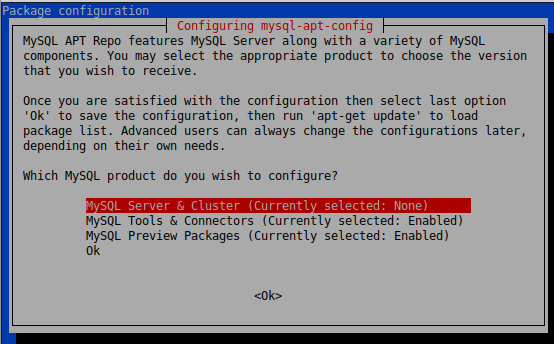 Package configuration
Configuring mysql-apt-config
MySQL APT Repo features MySQL Server along with a variety of MySQL
components. You may select the appropriate product to choose the version
that you wish to receive.
Once you are satisfied with the configuration then select last option
'Ok' to save the configuration, then run 'apt-get update' to load
package list. Advanced users can always change the configurations later,
depending on their own needs.
Which MySQL product do you wish to configure?
MySQL Server & Cluster (Currently selected: None)
MySQL Tools & Connectors (Currently selected: Enabled)
MySQL Preview Packages (Currently selected: Enabled)
Ok
<Ok>